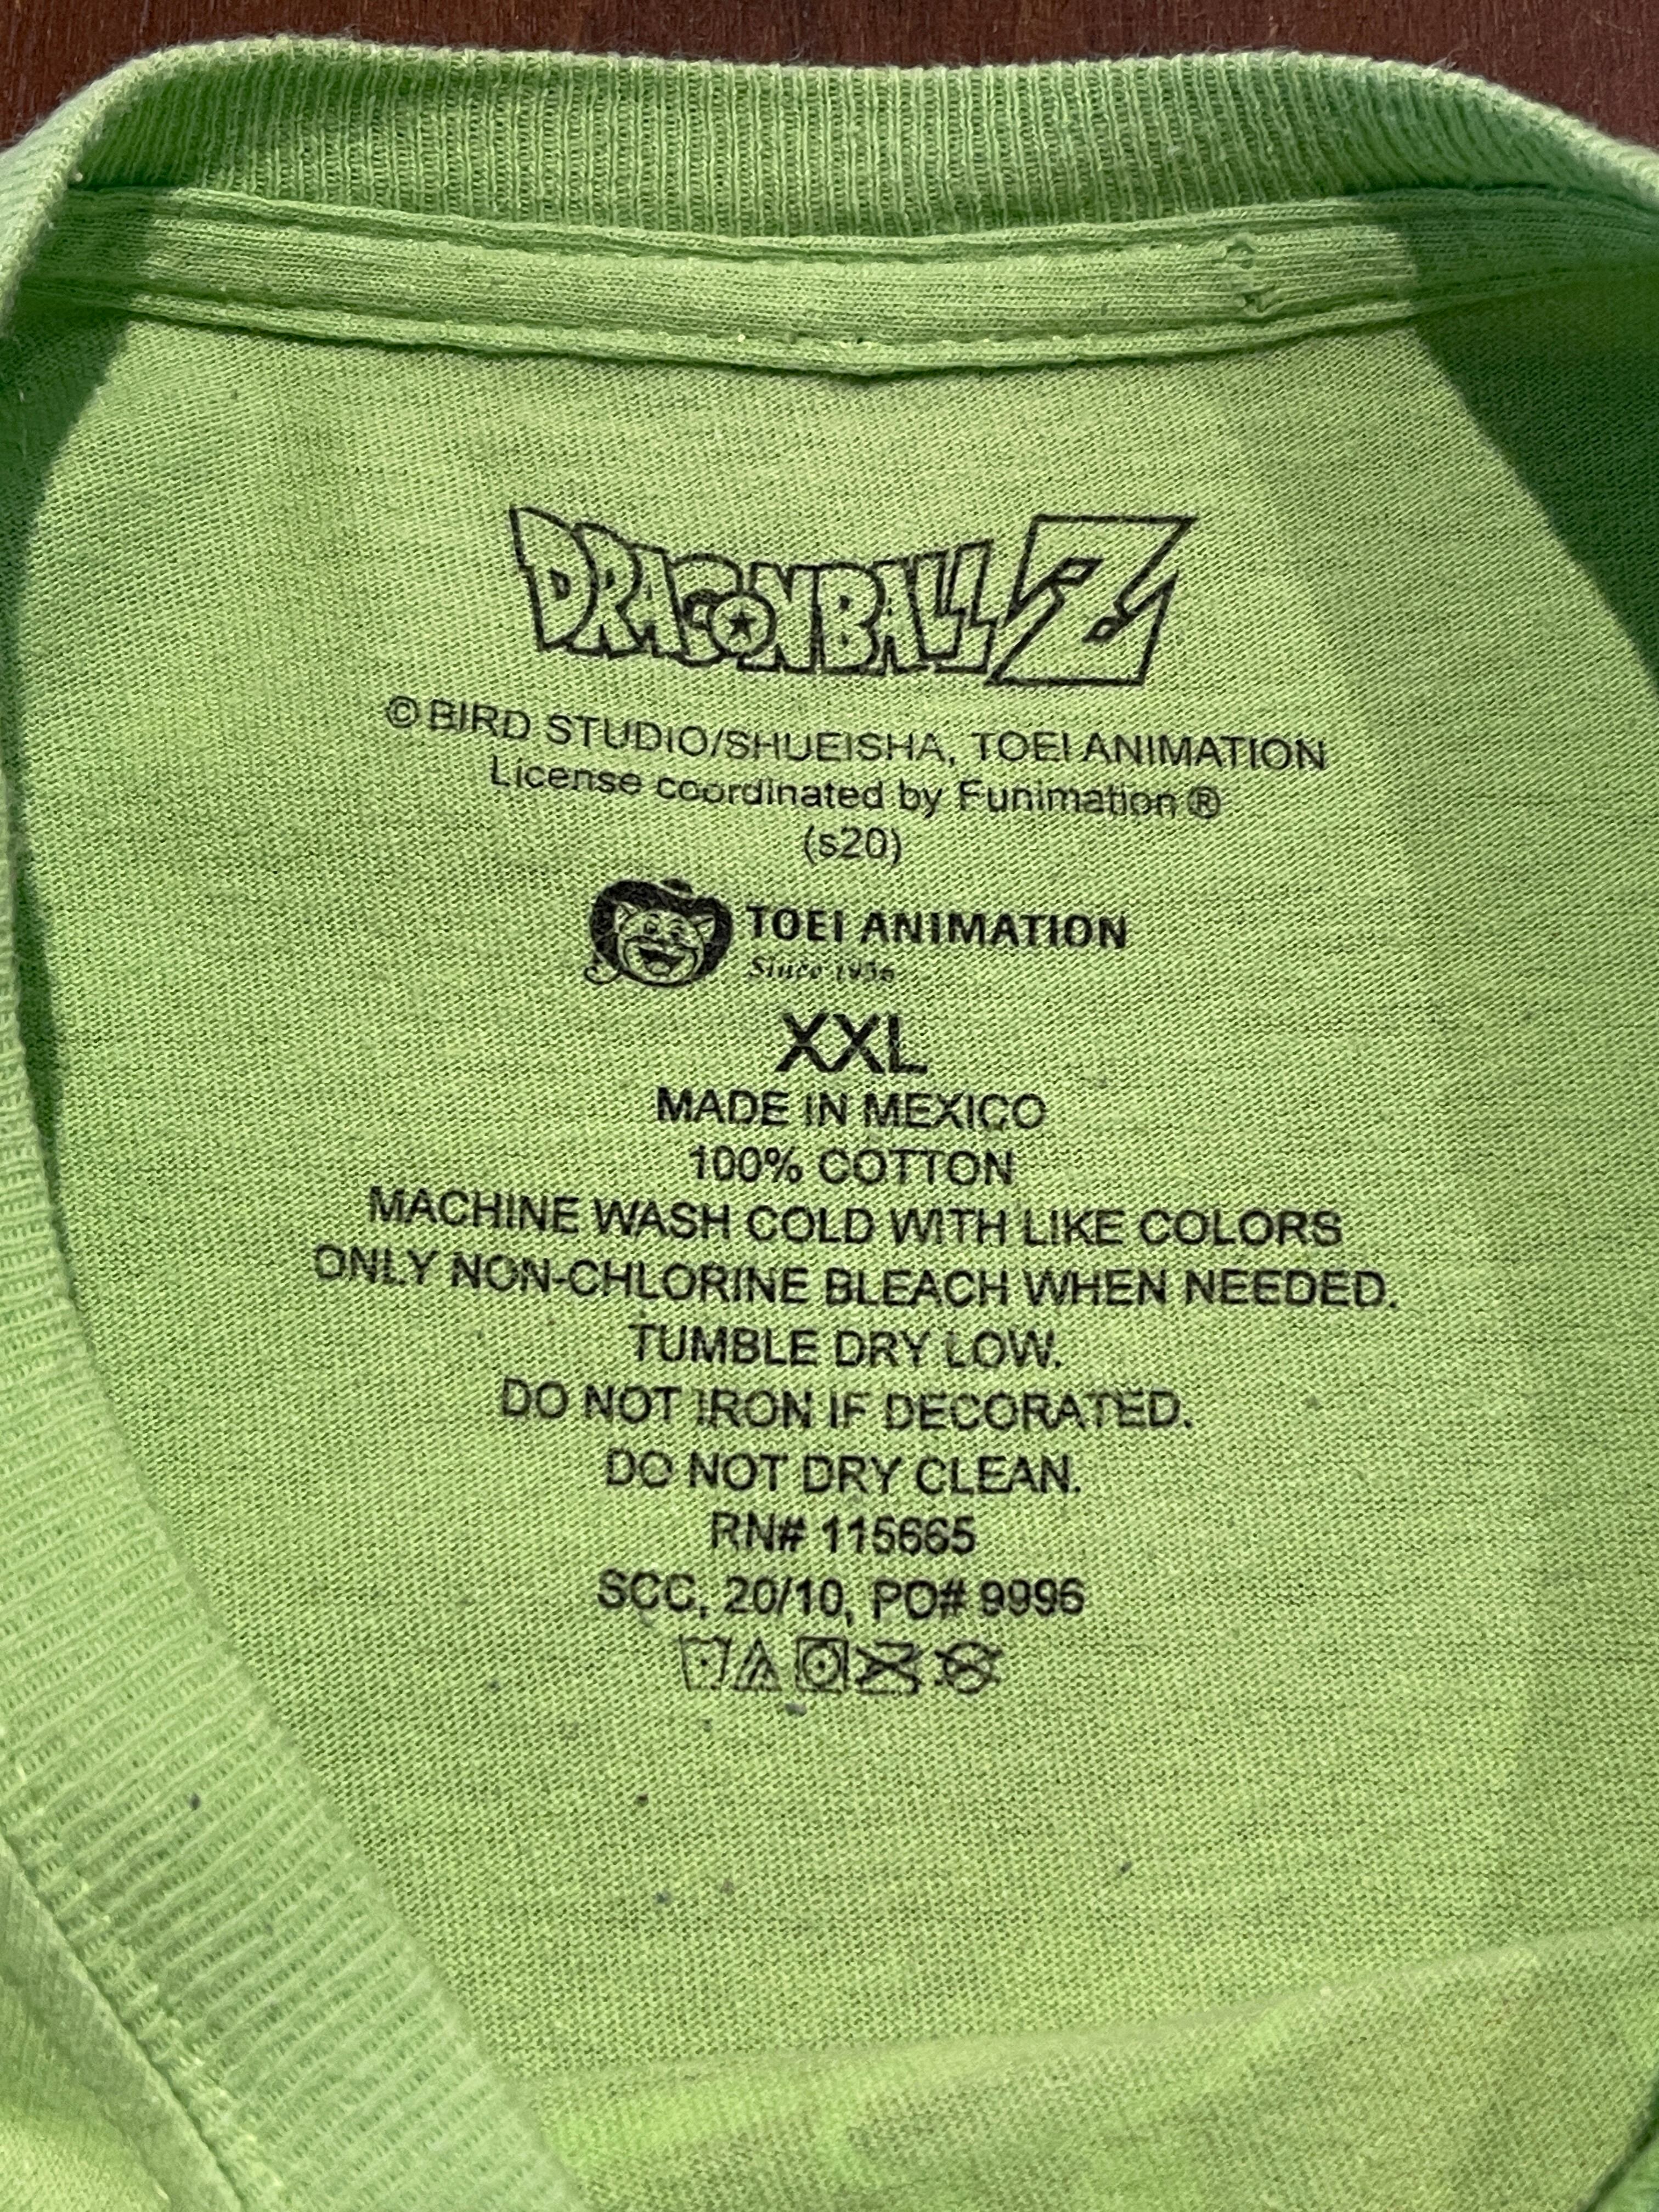 DRAGONBALL Z
© BIRD STUDIO/SHUEISHA, TOEI ANIMATION
License coordinated by Funimation ®
(s20)
TOEI ANIMATION
Since 1956
XXL
MADE IN MEXICO
100% COTTON
MACHINE WASH COLD WITH LIKE COLORS
ONLY NON-CHLORINE BLEACH WHEN NEEDED.
TUMBLE DRY LOW.
DO NOT IRON IF DECORATED.
DO NOT DRY CLEAN.
RN# 115665
SCC, 20/10, PO# 9996